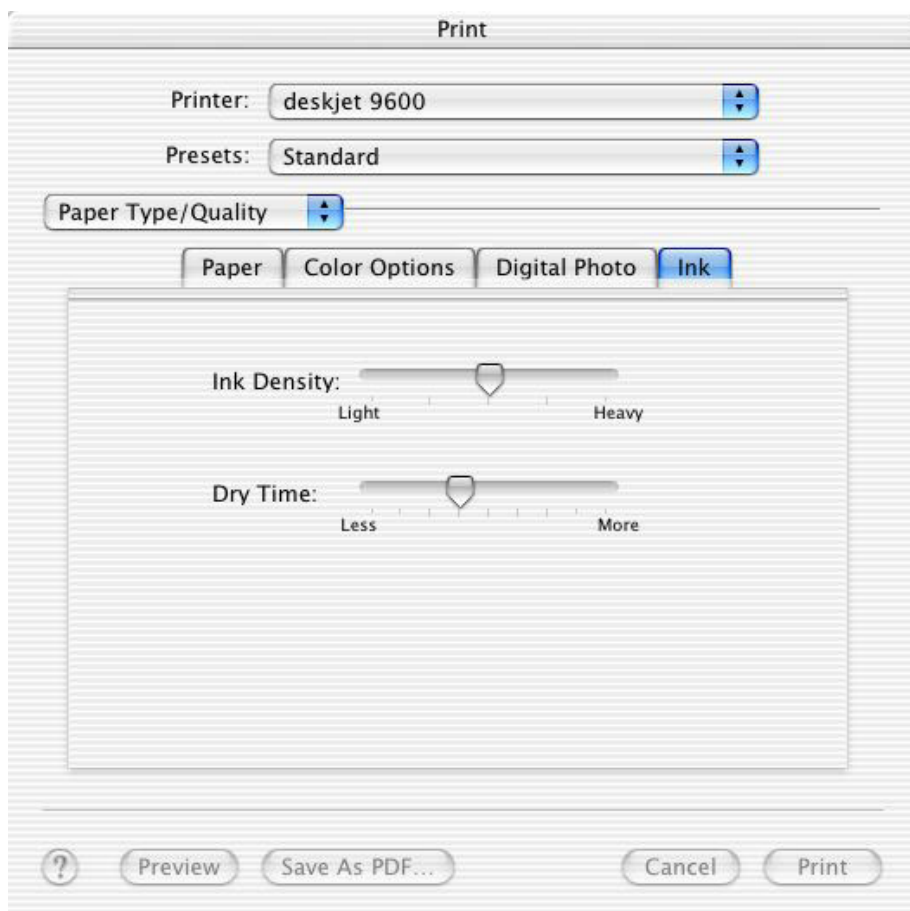 Print
Printer: deskjet 9600
Presets: Standard
Paper Type/Quality
Paper Color Options Digital Photo Ink
Ink Density:
Light Heavy
Dry Time:
Less More
? Preview Save As PDF... Cancel Print